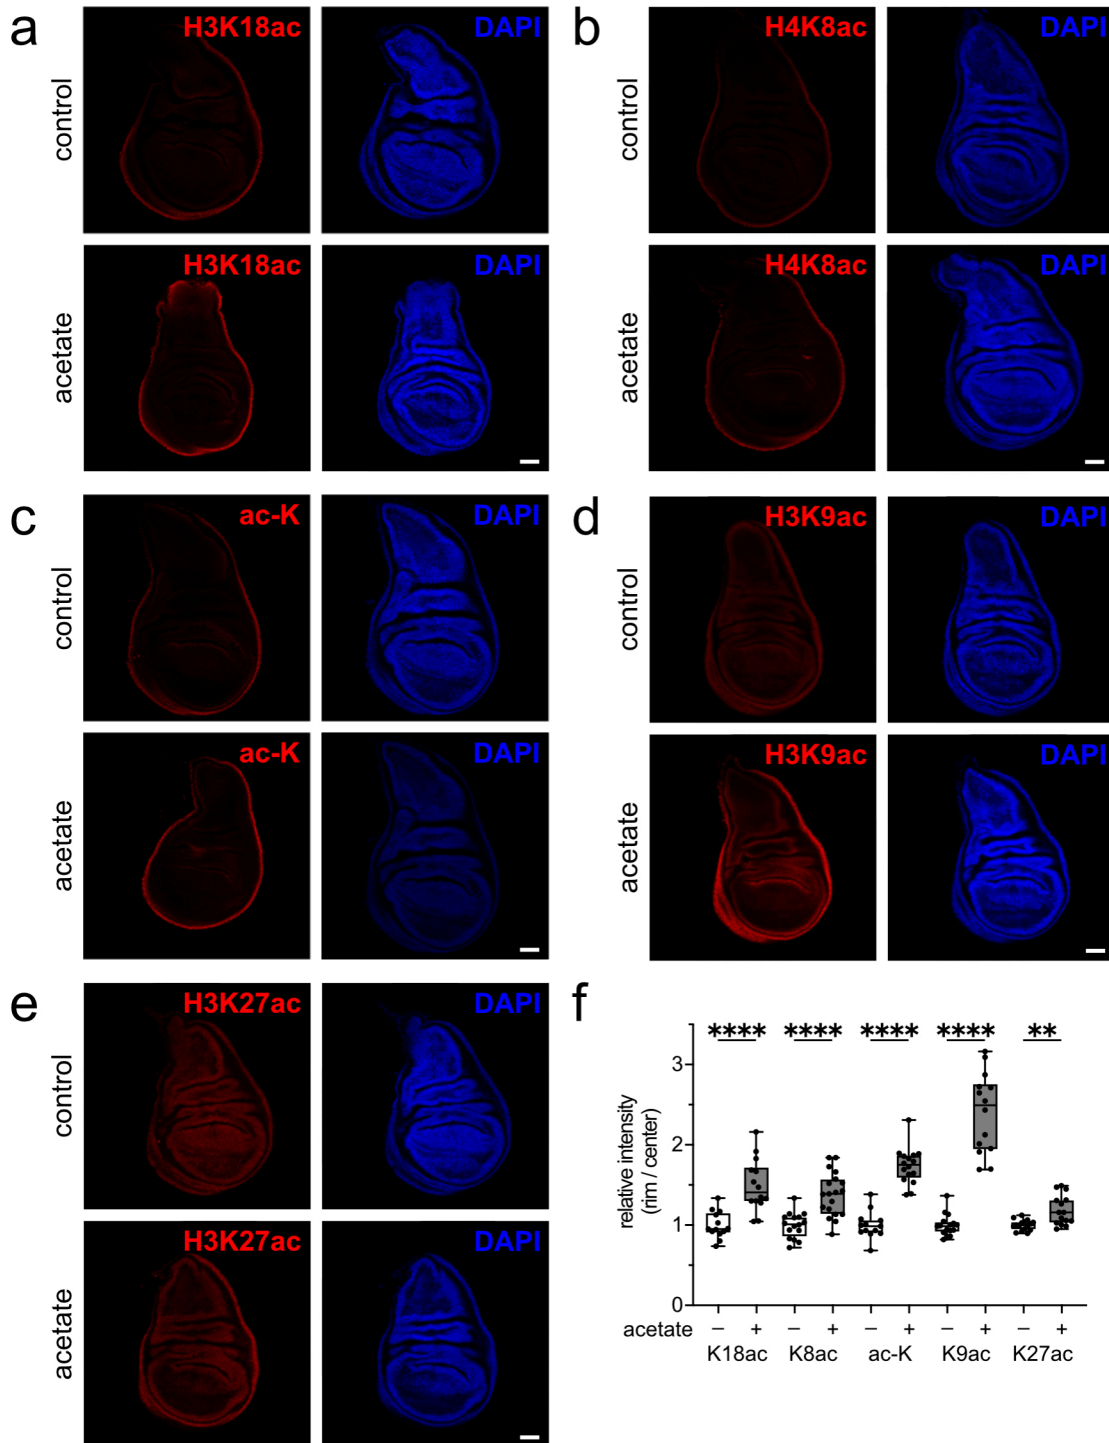 a
H3K18ac
DAPI
control
H3K18ac
DAPI
acetate
b
H4K8ac
DAPI
control
H4K8ac
DAPI
acetate
c
ac-K
DAPI
control
ac-K
DAPI
acetate
d
H3K9ac
DAPI
control
H3K9ac
DAPI
acetate
e
H3K27ac
DAPI
control
H3K27ac
DAPI
acetate
f
**** **** **** **** **
relative intensity
(rim / center)
3
2
1
0
acetate − + − + − + − + − +
K18ac K8ac ac-K K9ac K27ac